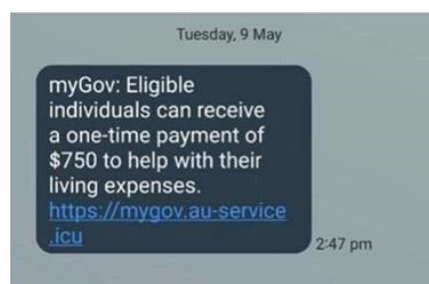 Tuesday, 9 May
myGov: Eligible
individuals can receive
a one-time payment of
$750 to help with their
living expenses.
https://mygov.au-service
.icu
2:47 pm